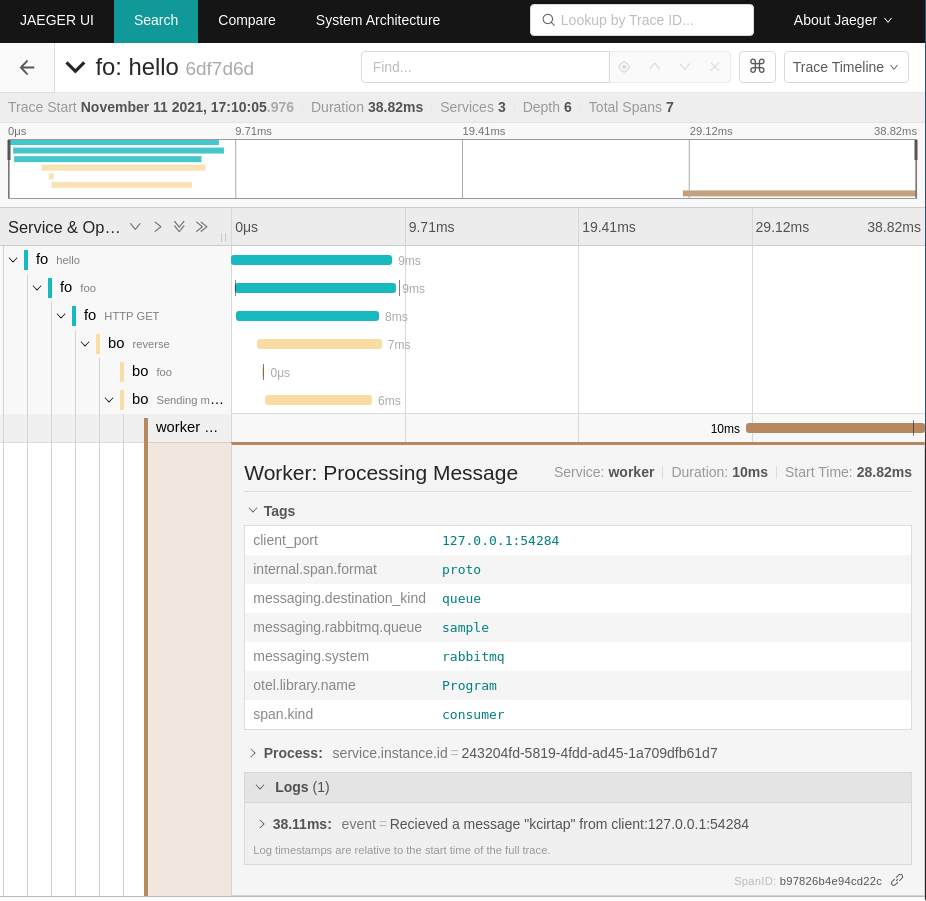 JAEGER UI Search Compare System Architecture Lookup by Trace ID... About Jaeger
fo: hello 6df7d6d Find... ⌘ Trace Timeline
Trace Start November 11 2021, 17:10:05.976 Duration 38.82ms Services 3 Depth 6 Total Spans 7
0μs 9.71ms 19.41ms 29.12ms 38.82ms
Service & Op… 0μs 9.71ms 19.41ms 29.12ms 38.82ms
fo hello 9ms
fo foo 9ms
fo HTTP GET 8ms
bo reverse 7ms
bo foo 0μs
bo Sending m… 6ms
worker … 10ms
Worker: Processing Message Service: worker Duration: 10ms Start Time: 28.82ms
Tags
client_port 127.0.0.1:54284
internal.span.format proto
messaging.destination_kind queue
messaging.rabbitmq.queue sample
messaging.system rabbitmq
otel.library.name Program
span.kind consumer
Process: service.instance.id = 243204fd-5819-4fdd-ad45-1a709dfb61d7
Logs (1)
38.11ms: event = Recieved a message "kcirtap" from client:127.0.0.1:54284
Log timestamps are relative to the start time of the full trace.
SpanID: b97826b4e94cd22c